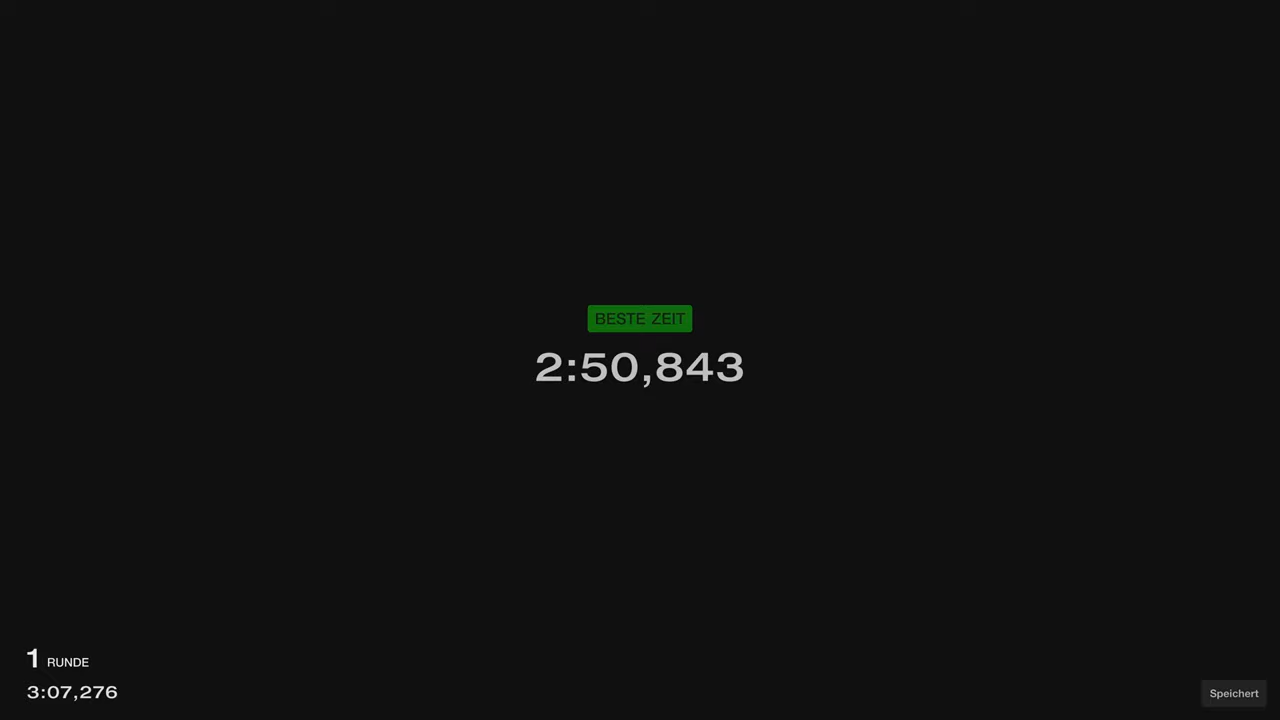 BESTE ZEIT
2:50,843
1 RUNDE
3:07,276
Speichert